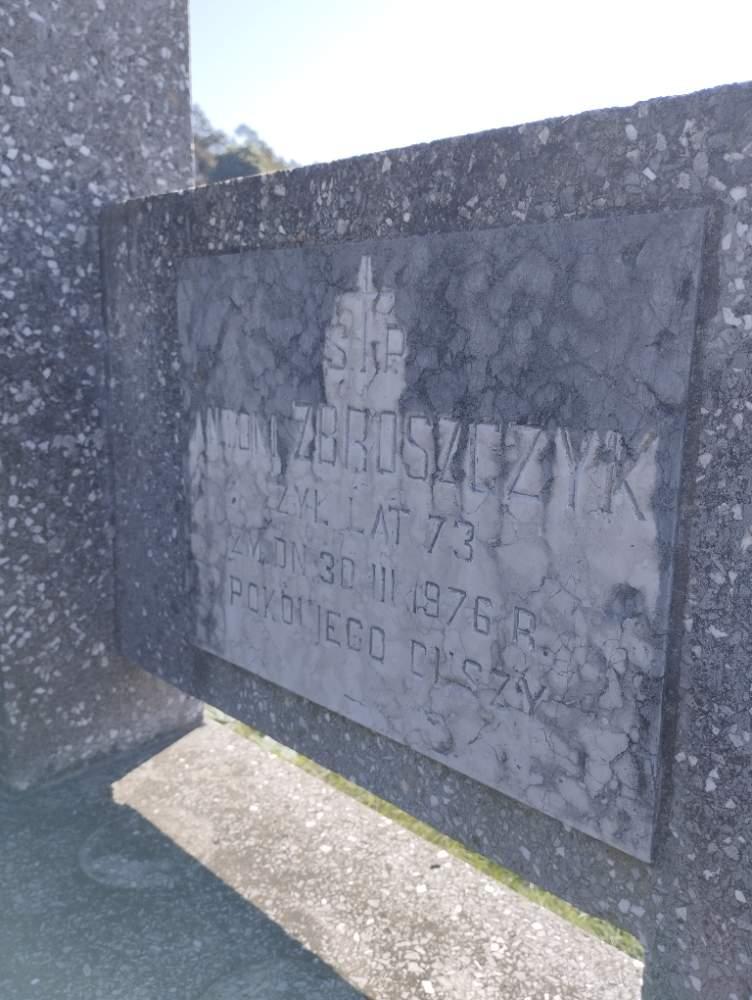 Ś.P.
ANTONI ZBROSZCZYK
ŻYŁ LAT 73
ZM. DN 30 III 1976 R.
POKÓJ JEGO DUSZY